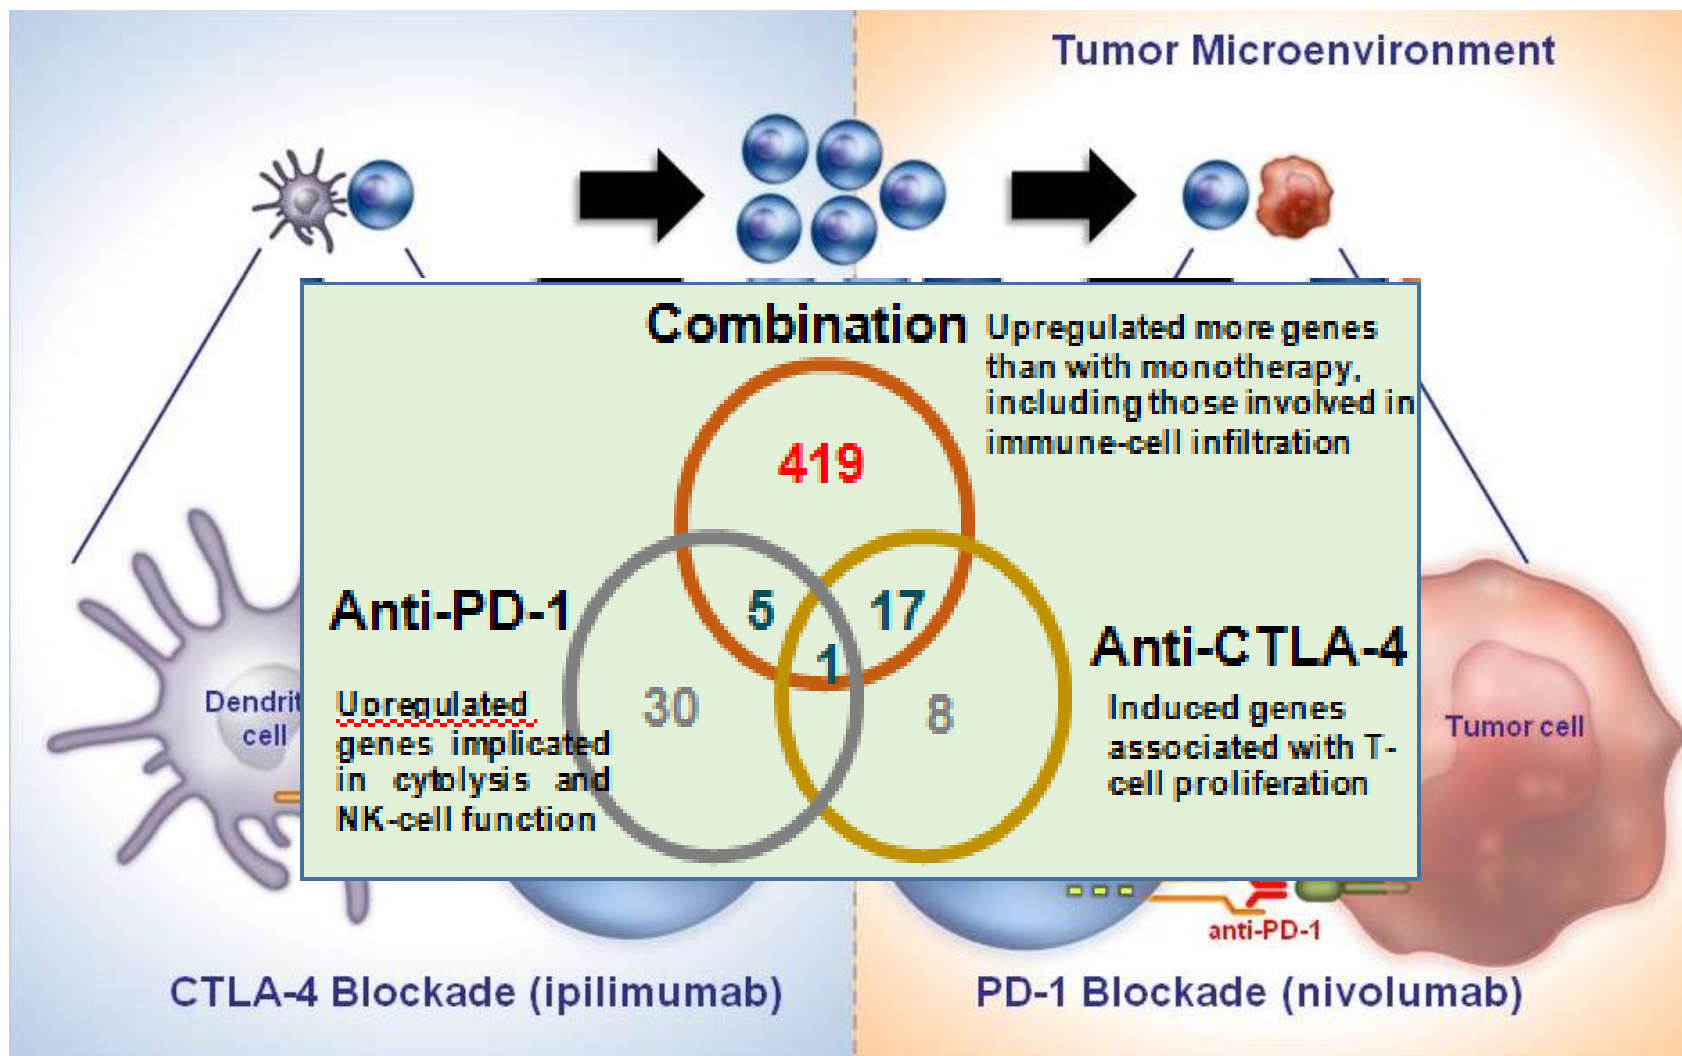 Tumor Microenvironment
Combination
Upregulated more genes
than with monotherapy,
including those involved in
immune-cell infiltration
419
Anti-PD-1
5
17
1
Anti-CTLA-4
30
8
Upregulated
genes implicated
in cytolysis and
NK-cell function
Induced genes
associated with T-
cell proliferation
Dendrit
cell
Tumor cell
anti-PD-1
CTLA-4 Blockade (ipilimumab)
PD-1 Blockade (nivolumab)